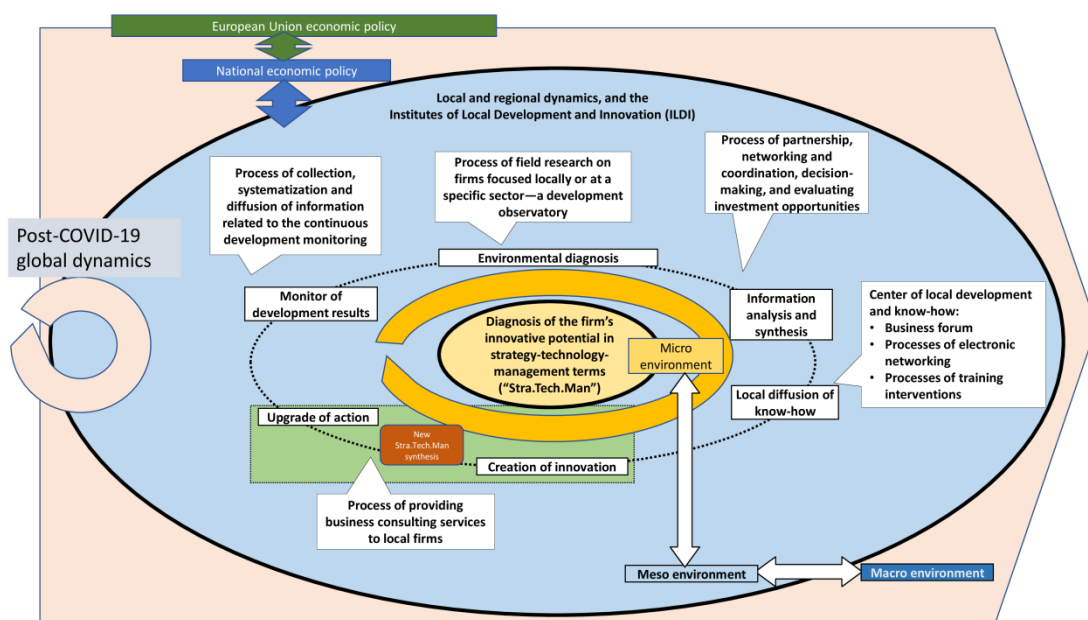 European Union economic policy
National economic policy
Local and regional dynamics, and the
Institutes of Local Development and Innovation (ILDI)
Process of collection,
systematization and
diffusion of information
related to the continuous
development monitoring
Process of field research on
firms focused locally or at a
specific sector—a development
observatory
Process of partnership,
networking and
coordination, decision-
making, and evaluating
investment opportunities
Post-COVID-19
global dynamics
Environmental diagnosis
Monitor of
development results
Information
analysis and
synthesis
Center of local development
and know-how:
• Business forum
• Processes of electronic
networking
• Processes of training
interventions
Diagnosis of the firm's
innovative potential in
strategy-technology-
management terms
("Stra.Tech.Man")
Micro
environment
Local diffusion of
know-how
Upgrade of action
New
Stra.Tech.Man
synthesis
Creation of innovation
Process of providing
business consulting services
to local firms
Meso environment
Macro environment